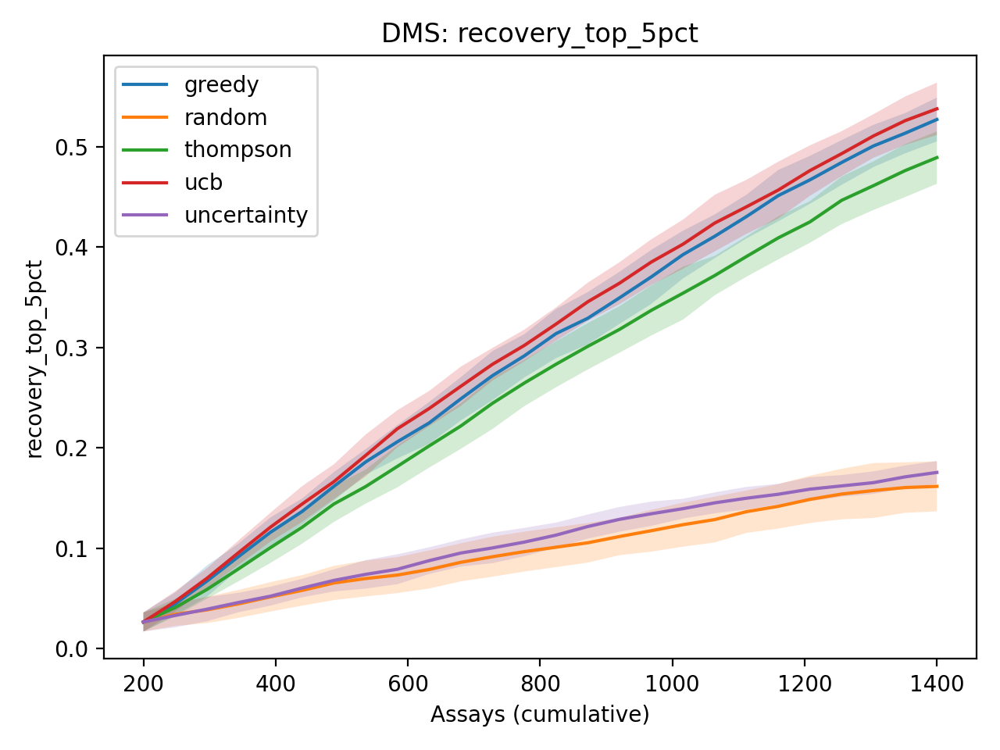 DMS: recovery_top_5pct
greedy
random
thompson
ucb
uncertainty
recovery_top_5pct
0.5
0.4
0.3
0.2
0.1
0.0
200 400 600 800 1000 1200 1400
Assays (cumulative)